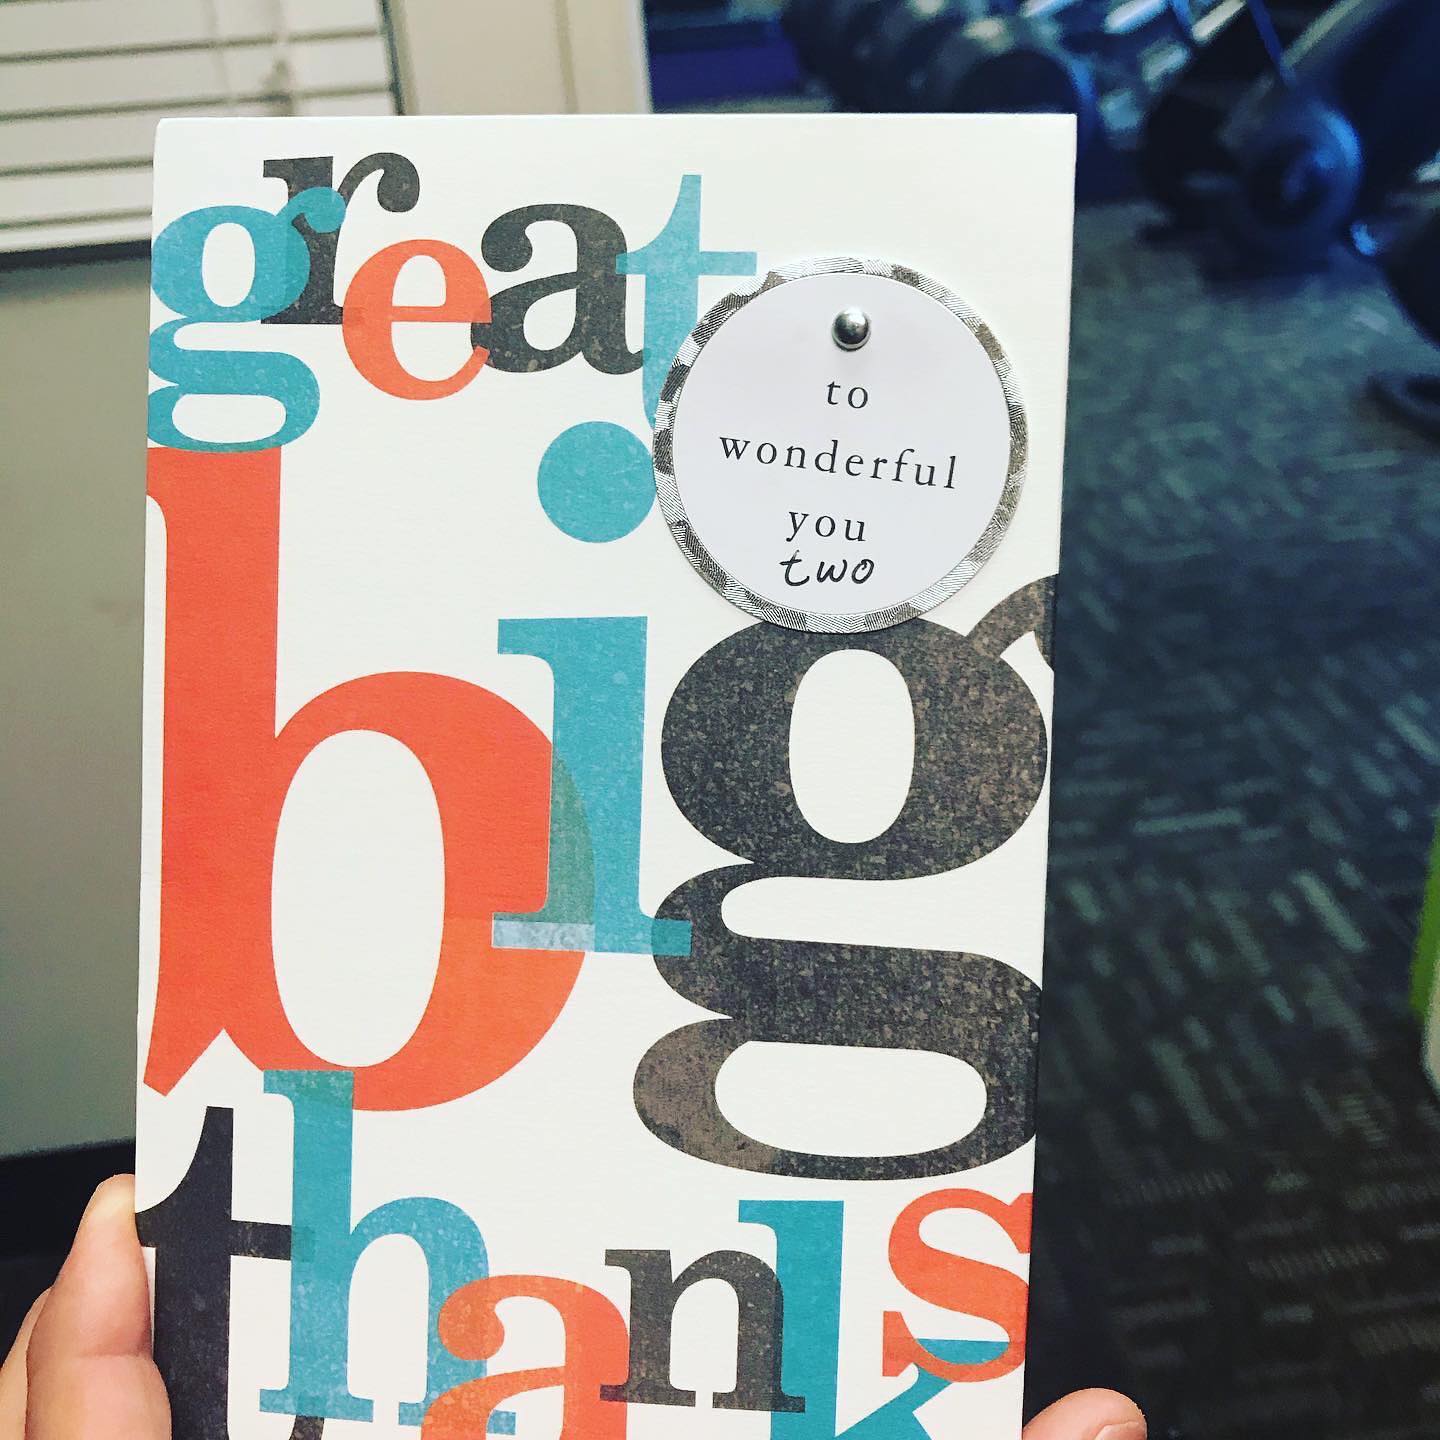 great
big
thanks
to
wonderful
you
two